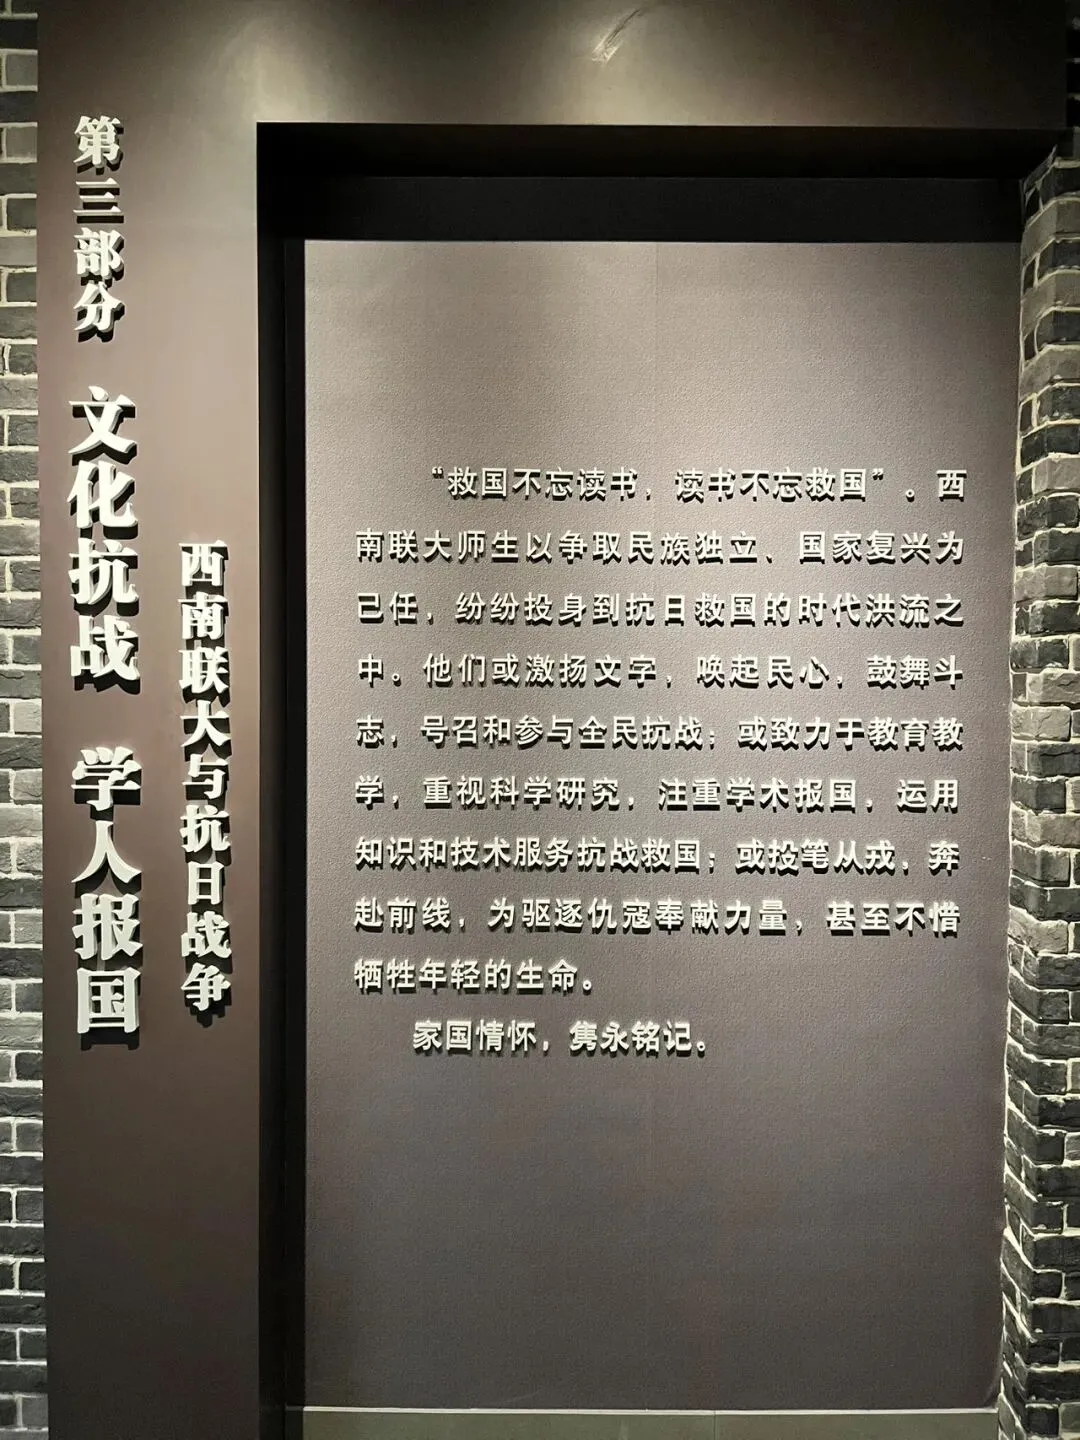 第三部分 文化抗战 学人报国
西南联大与抗日战争
“救国不忘读书，读书不忘救国”。西
南联大师生以争取民族独立、国家复兴为
己任，纷纷投身到抗日救国的时代洪流之
中。他们或激扬文字，唤起民心，鼓舞斗
志，号召和参与全民抗战；或致力于教育教
学，重视科学研究，注重学术报国，运用
知识和技术服务抗战救国；或投笔从戎，奔
赴前线，为驱逐仇寇奉献力量，甚至不惜
牺牲年轻的生命。
家国情怀，隽永铭记。